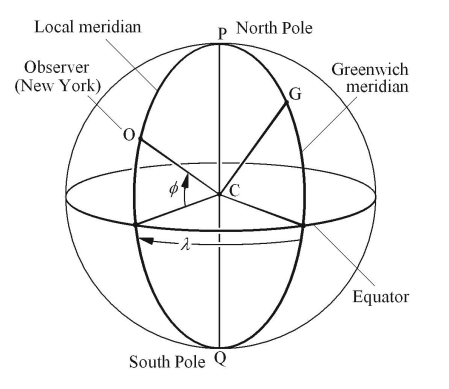 Local meridian
P North Pole
Observer
(New York)
Greenwich
meridian
G
O
ϕ
C
λ
Equator
South Pole Q